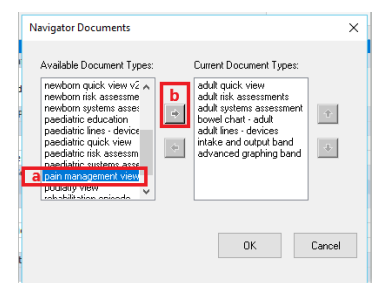 Navigator Documents
Available Document Types:
newborn quick view v2
newborn risk assessme
newborn systems asses
paediatric education
paediatric lines - device
paediatric quick view
paediatric risk assessm
paediatric systems asse
pain management view
podiatry view
rehabilitation episode
a
b
Current Document Types:
adult quick view
adult risk assessments
adult systems assessment
bowel chart - adult
adult lines - devices
intake and output band
advanced graphing band
OK
Cancel